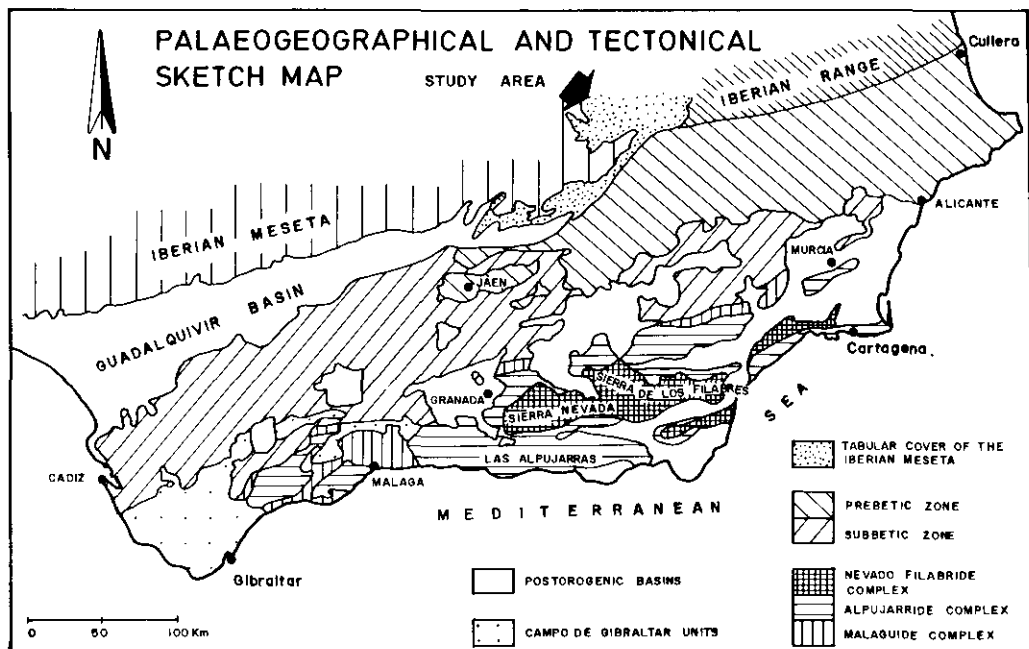 PALAEOGEOGRAPHICAL AND TECTONICAL
SKETCH MAP
STUDY AREA
N
IBERIAN RANGE
Cullera
IBERIAN MESETA
ALICANTE
MURCIA
JAEN
GUADALQUIVIR BASIN
Cartagena.
SIERRA
DE LOS FILABRES
GRANADA
SIERRA NEVADA
SEA
LAS ALPUJARRAS
CADIZ
MALAGA
MEDITERRANEAN
Gibraltar
0 50 100 Km
TABULAR COVER OF THE
IBERIAN MESETA
PREBETIC ZONE
SUBBETIC ZONE
NEVADO FILABRIDE
COMPLEX
ALPUJARRIDE COMPLEX
MALAGUIDE COMPLEX
POSTOROGENIC BASINS
CAMPO DE GIBRALTAR UNITS